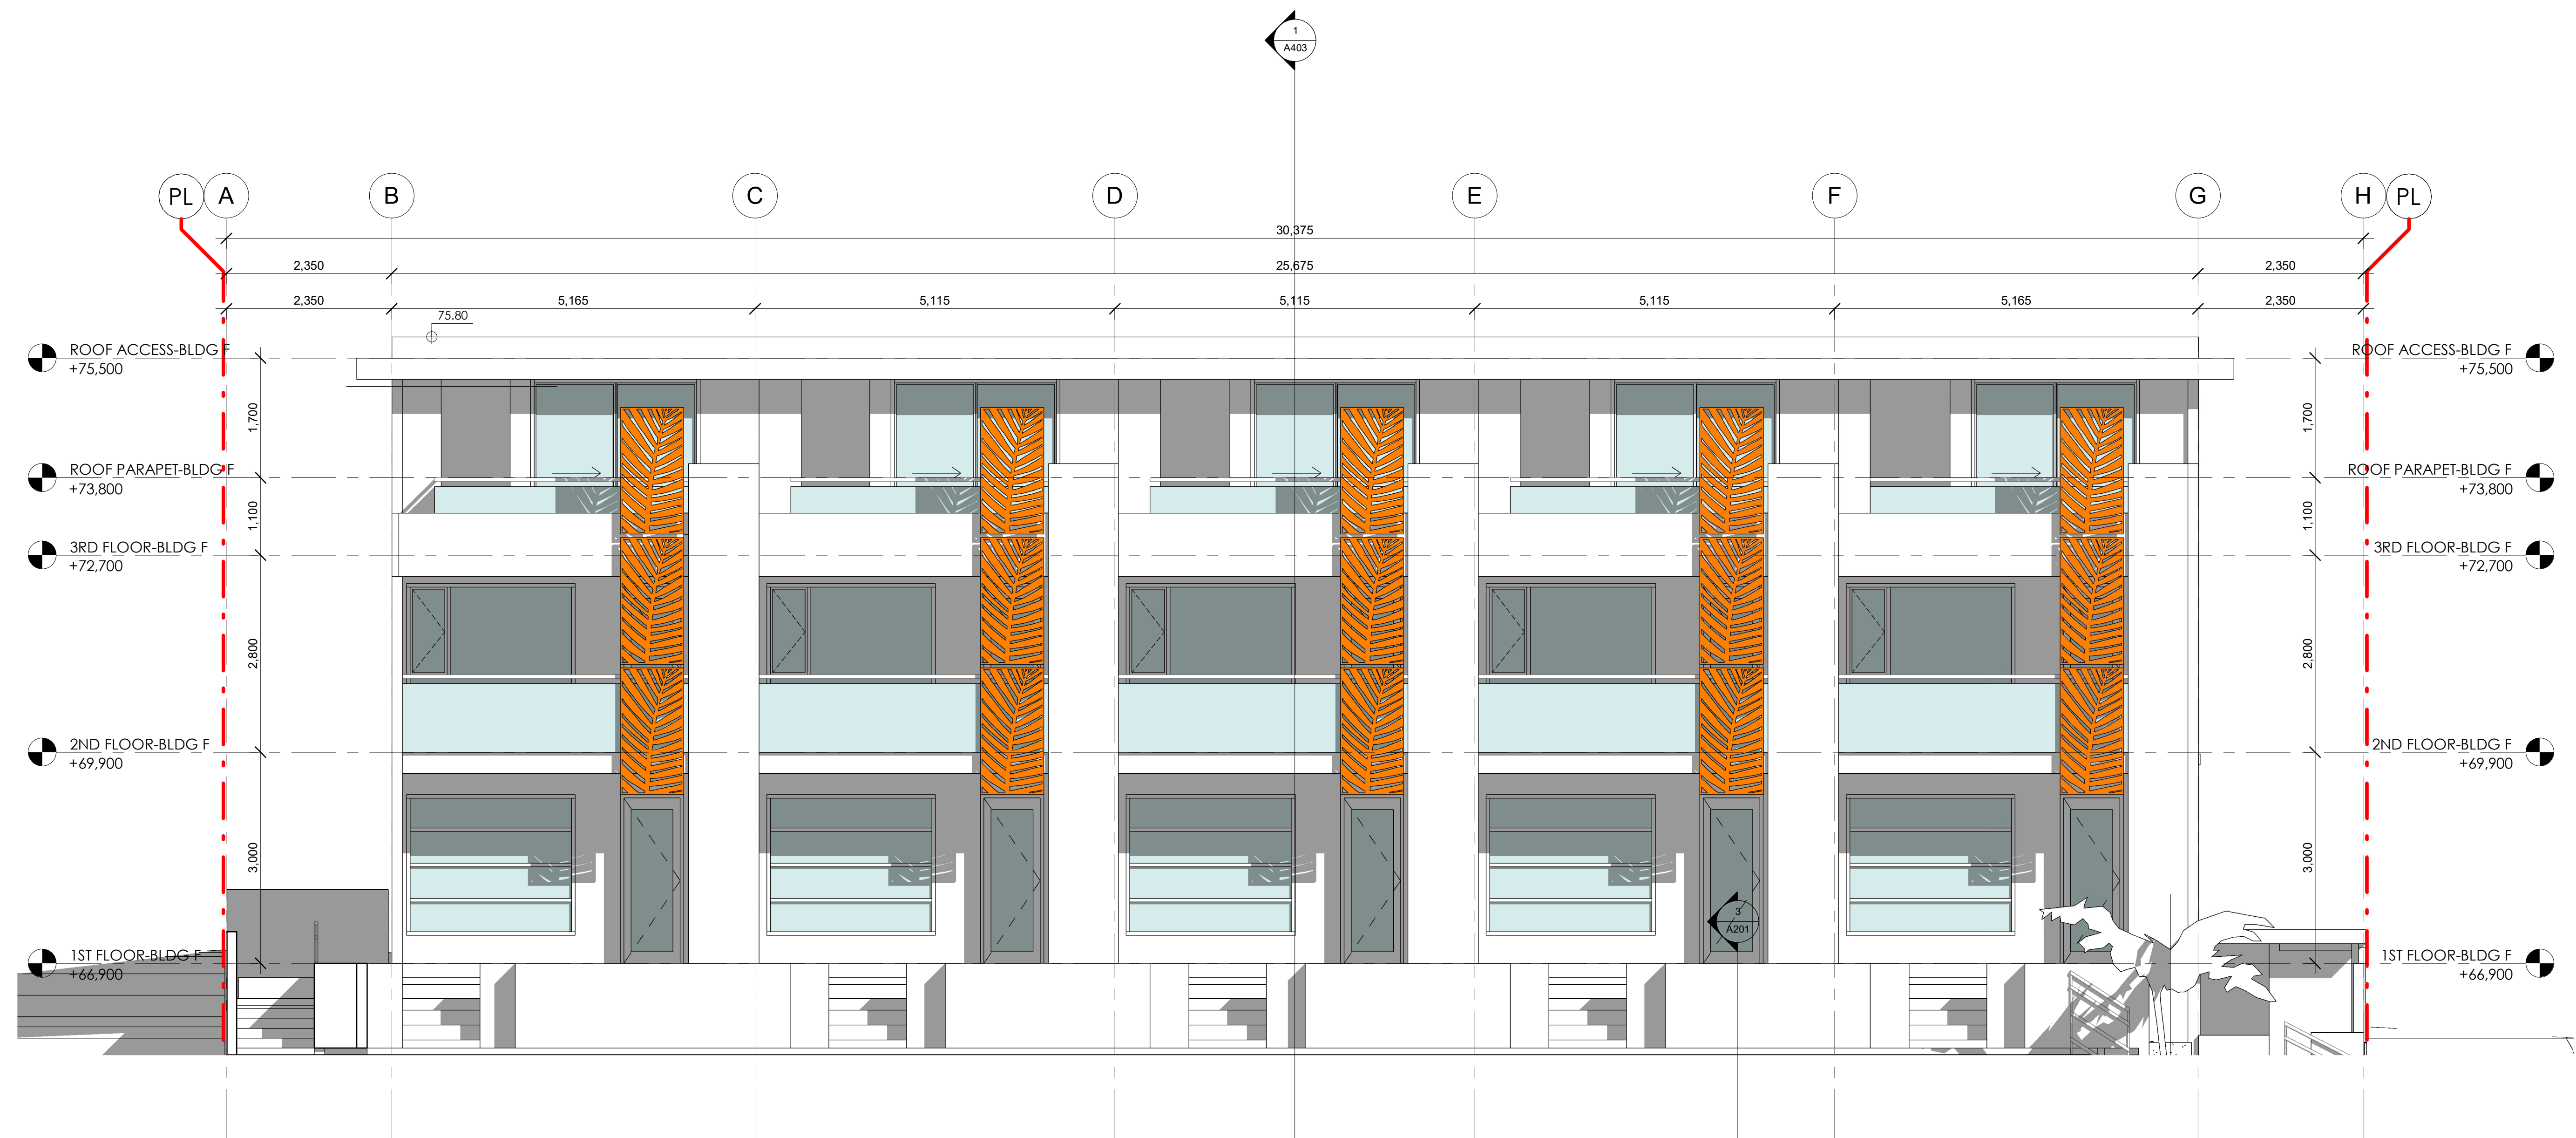 1
A403
PL A B C D E F G H PL
30,375
2,350 25,675 2,350
2,350 5,165 5,115 5,115 5,115 5,165 2,350
75.80
ROOF ACCESS-BLDG F
+75,500
ROOF ACCESS-BLDG F
+75,500
1,700
1,700
ROOF PARAPET-BLDG F
+73,800
ROOF PARAPET-BLDG F
+73,800
1,100
1,100
3RD FLOOR-BLDG F
+72,700
3RD FLOOR-BLDG F
+72,700
2,800
2,800
2ND FLOOR-BLDG F
+69,900
2ND FLOOR-BLDG F
+69,900
3,000
3,000
3
A201
1ST FLOOR-BLDG F
+66,900
1ST FLOOR-BLDG F
+66,900